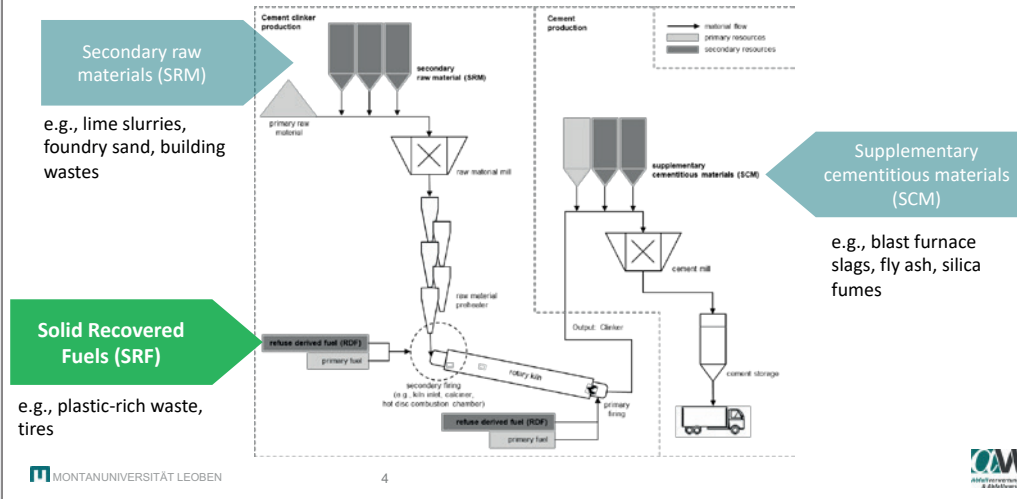 Secondary raw
materials (SRM)
e.g., lime slurries,
foundry sand, building
wastes
Solid Recovered
Fuels (SRF)
e.g., plastic-rich waste,
tires
Cement clinker
production
secondary
raw material (SRM)
primary raw
material
raw material mill
raw material
preheater
refuse derived fuel (RDF)
primary fuel
secondary firing
(e.g., kiln inlet, calciner,
hot disc combustion chamber)
rotary kiln
refuse derived fuel (RDF)
primary fuel
primary
firing
Output: Clinker
Cement
production
material flow
primary resources
secondary resources
supplementary
cementitious materials (SCM)
cement mill
cement storage
Supplementary
cementitious materials
(SCM)
e.g., blast furnace
slags, fly ash, silica
fumes
MONTANUNIVERSITÄT LEOBEN
4